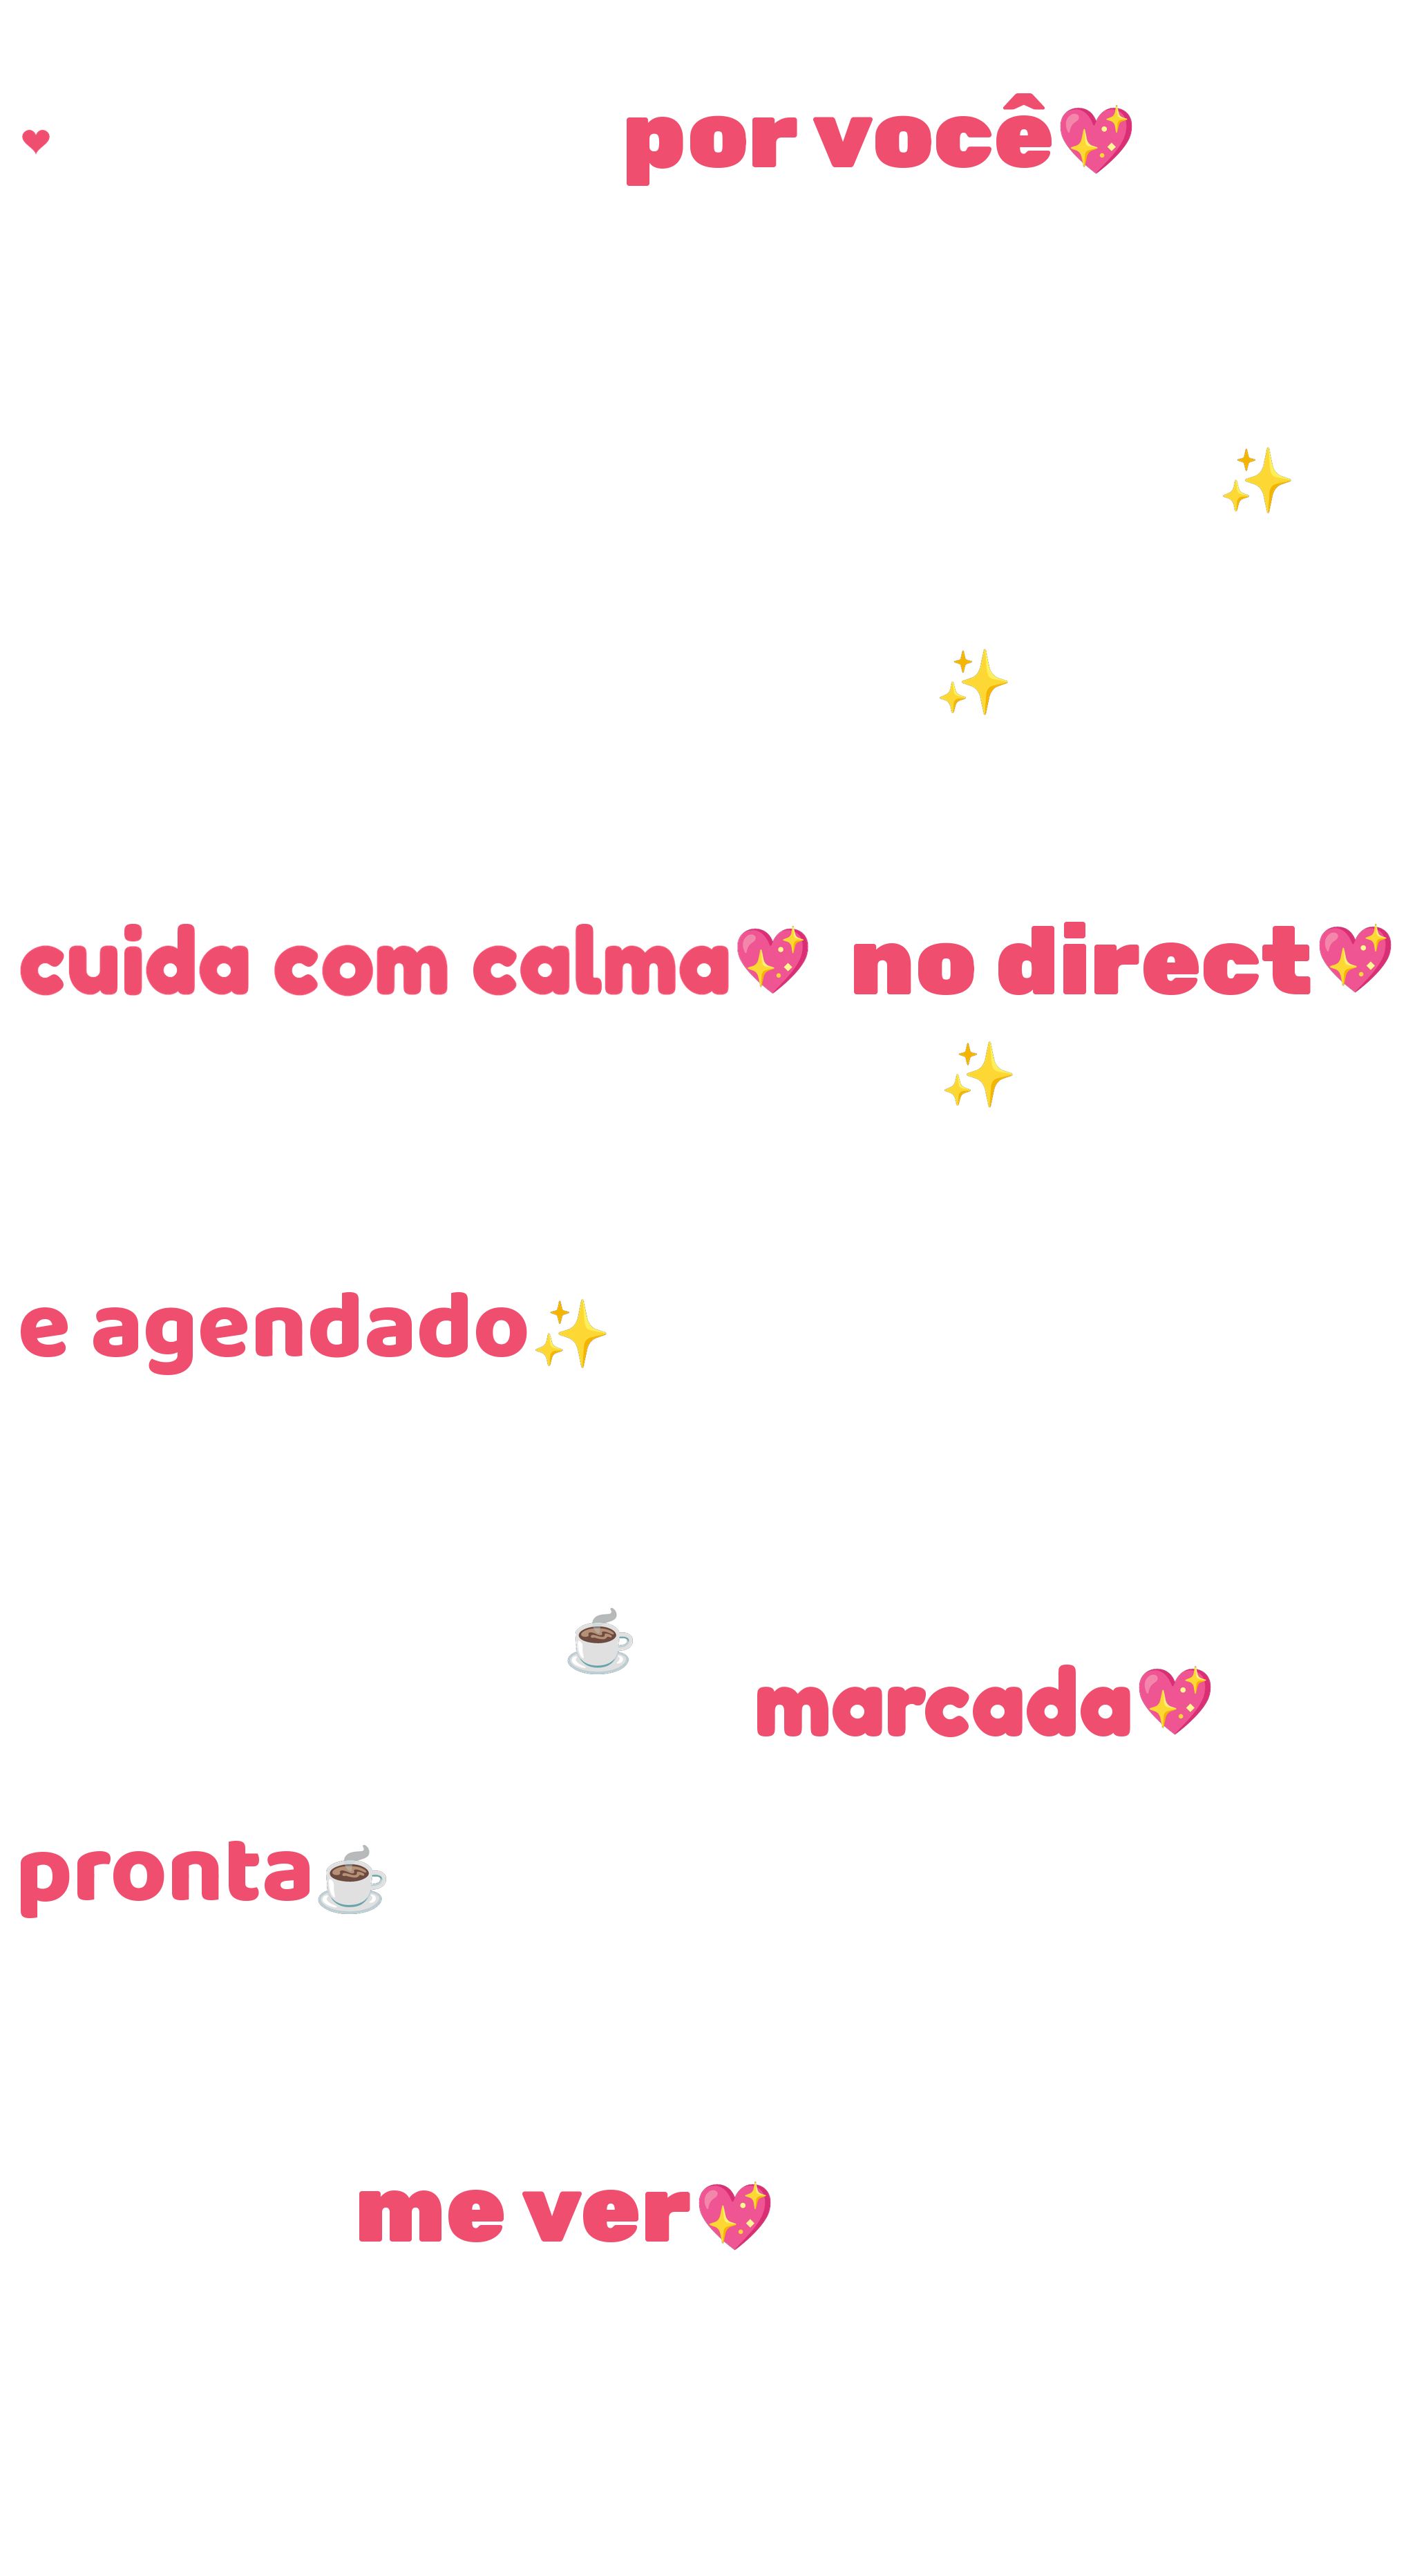 ♥
por você💖
✨
✨
cuida com calma💖 no direct💖
✨
e agendado✨
☕
marcada💖
pronta☕
me ver💖